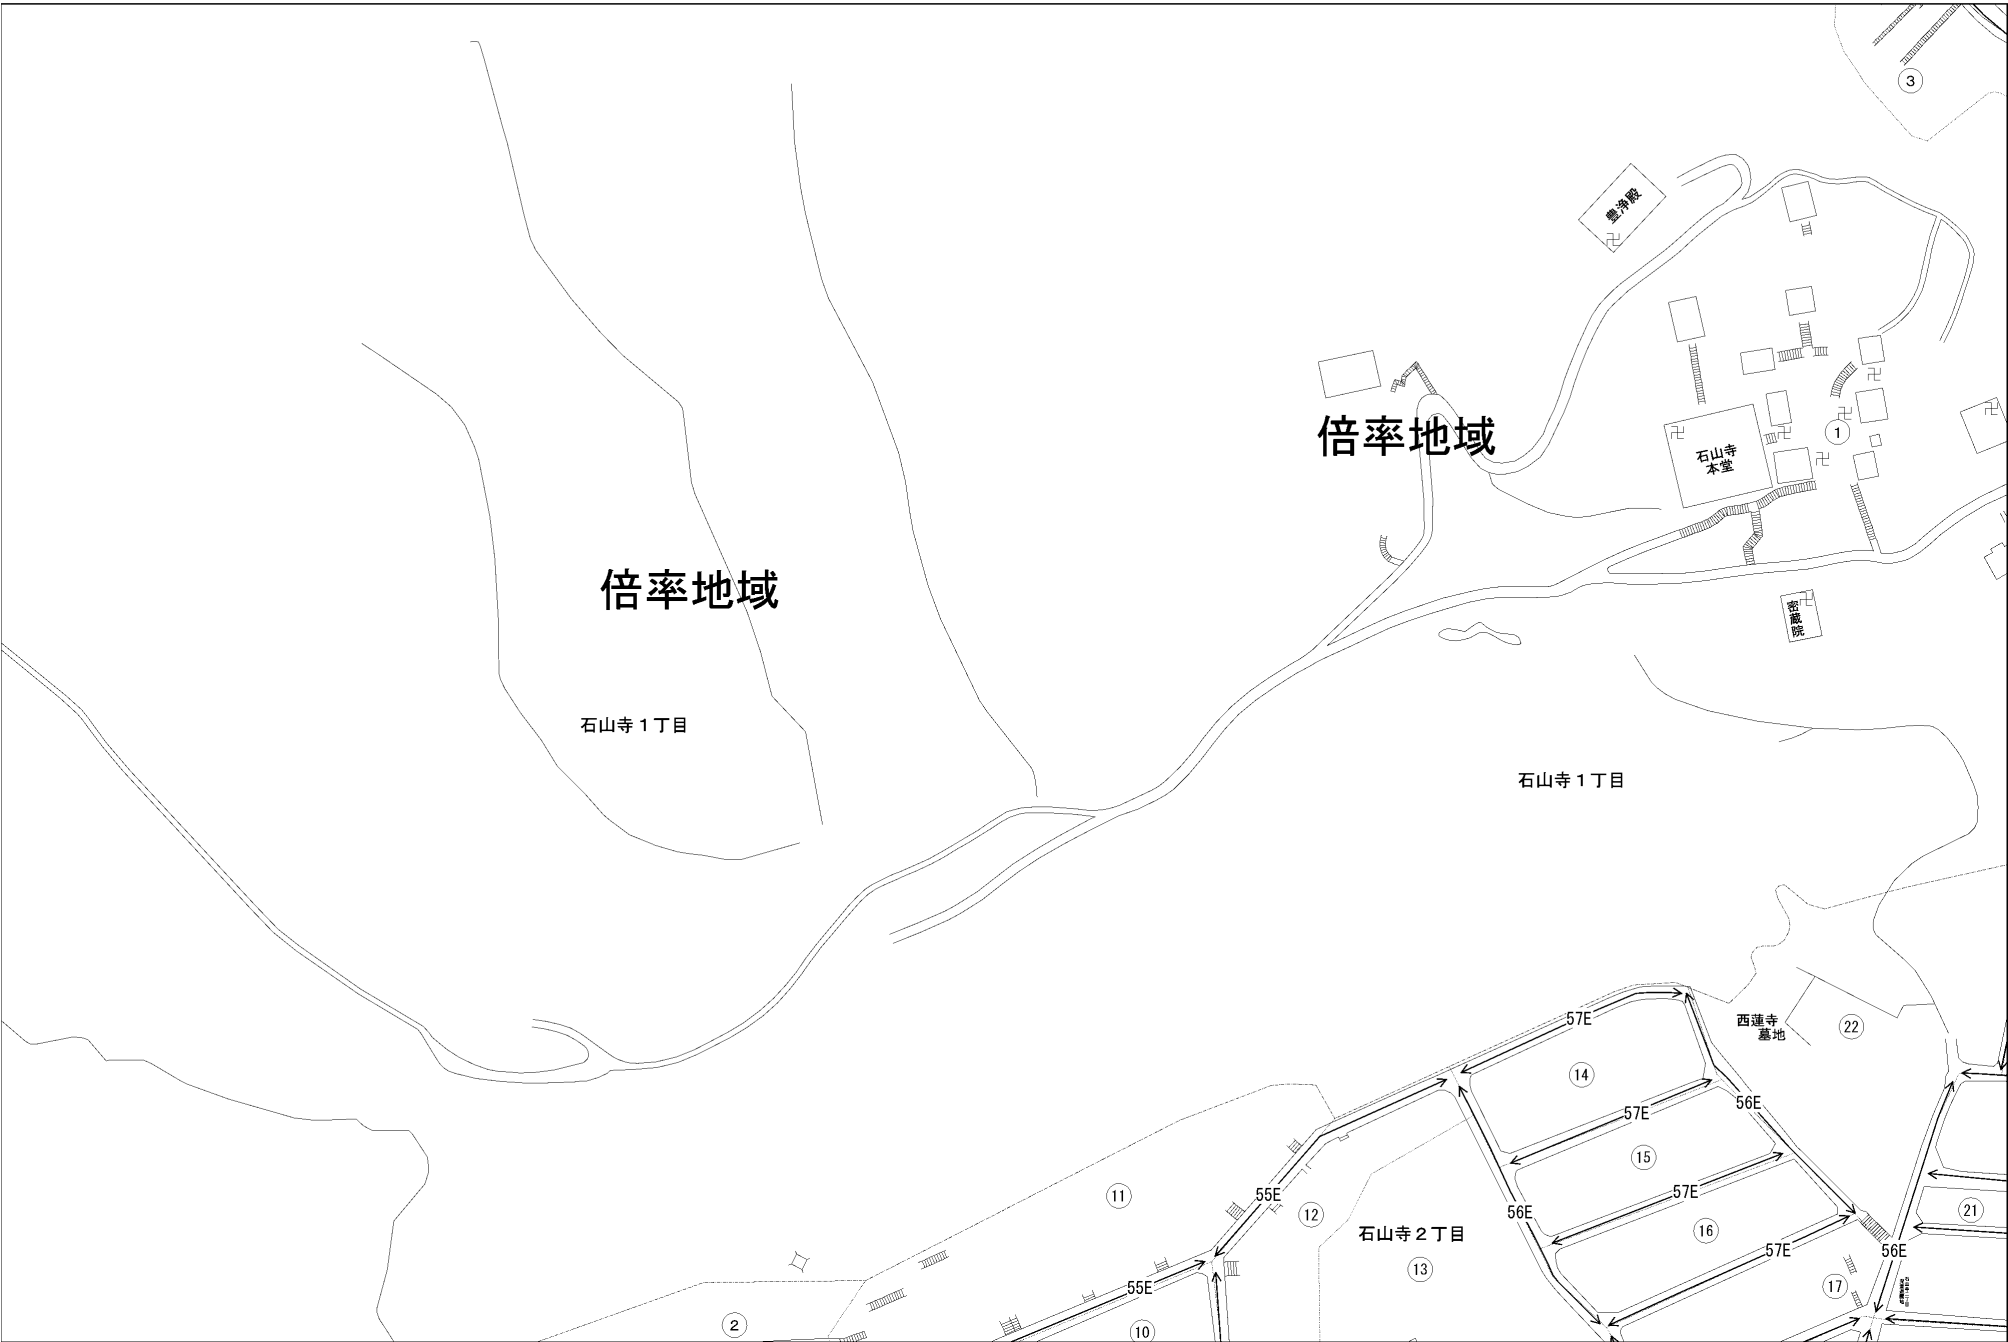 ③
豊浄殿
倍率地域
①
石山寺
本堂
倍率地域
密蔵院
石山寺1丁目
石山寺1丁目
57E
西蓮寺
墓地
㉒
⑭
57E
56E
⑮
⑪
55E
57E
56E
⑫
㉑
石山寺2丁目
⑯
57E
56E
⑬
55E
⑰
②
⑩